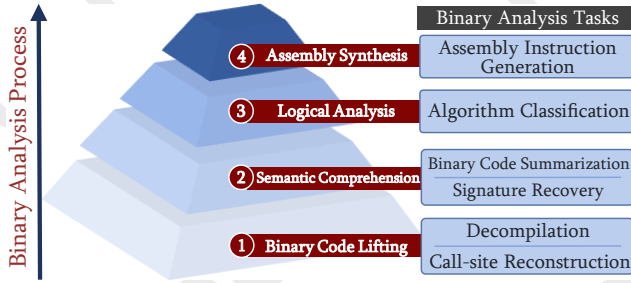 Binary Analysis Process
Binary Analysis Tasks
4 Assembly Synthesis
Assembly Instruction
Generation
3 Logical Analysis
Algorithm Classification
2 Semantic Comprehension
Binary Code Summarization
Signature Recovery
1 Binary Code Lifting
Decompilation
Call-site Reconstruction